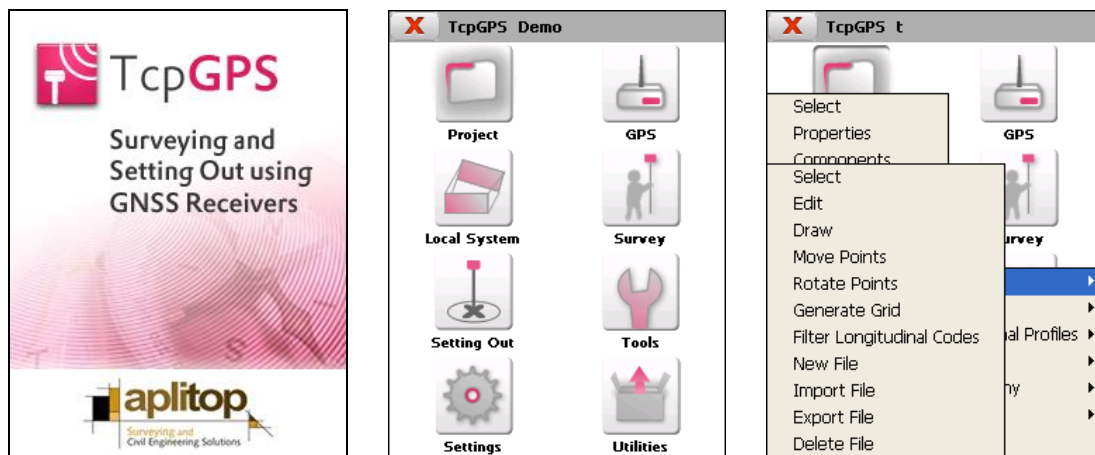 TcpGPS
Surveying and
Setting Out using
GNSS Receivers
aplitop
Surveying and
Civil Engineering Solutions
X TcpGPS Demo
Project GPS
Local System Survey
Setting Out Tools
Settings Utilities
X TcpGPS t
Select
Properties
GPS
Components
Select
Edit
Draw
urvey
Move Points
Rotate Points
Generate Grid
Filter Longitudinal Codes
al Profiles
New File
Import File
ny
Export File
Delete File